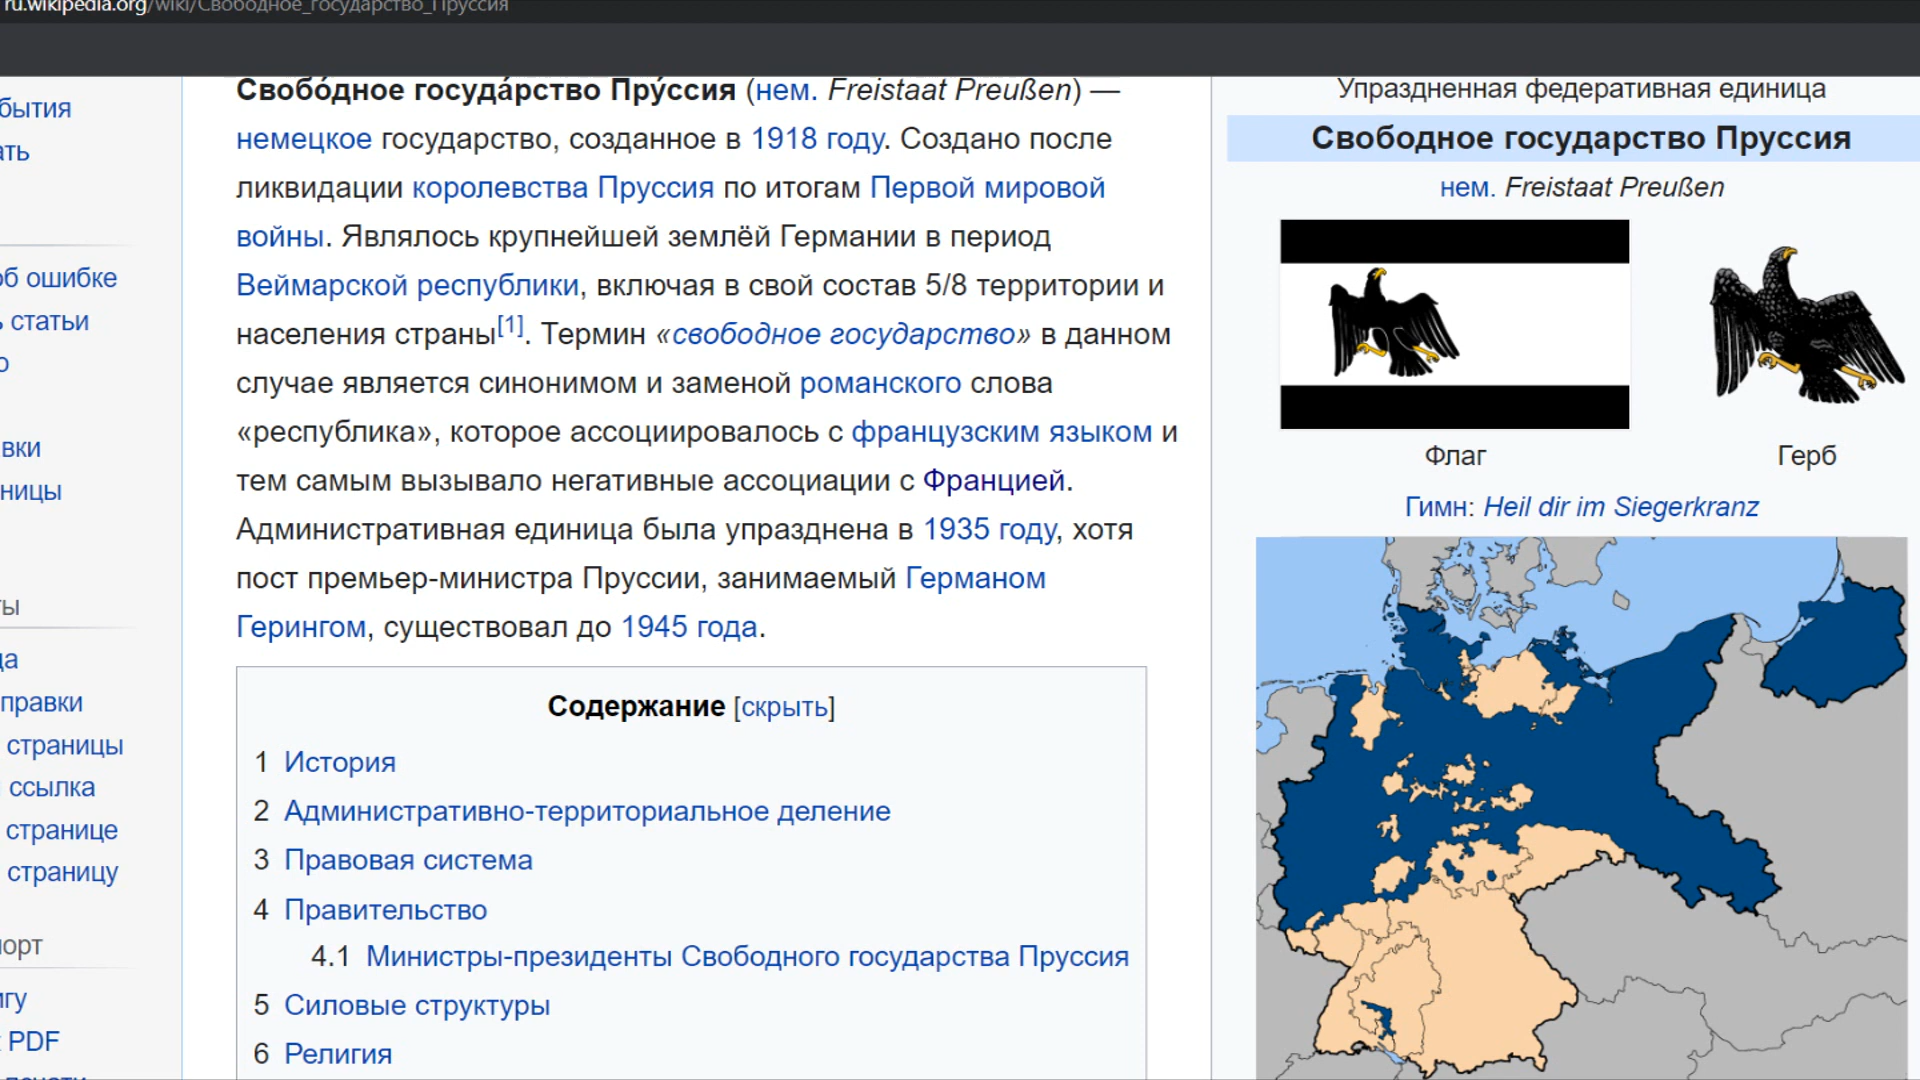 ru.wikipedia.org/wiki/Свободное_государство_Пруссия
Свобо́дное госуда́рство Пру́ссия (нем. Freistaat Preußen) —
немецкое государство, созданное в 1918 году. Создано после
ликвидации королевства Пруссия по итогам Первой мировой
войны. Являлось крупнейшей землёй Германии в период
Веймарской республики, включая в свой состав 5/8 территории и
населения страны[1]. Термин «свободное государство» в данном
случае является синонимом и заменой романского слова
«республика», которое ассоциировалось с французским языком и
тем самым вызывало негативные ассоциации с Францией.
Административная единица была упразднена в 1935 году, хотя
пост премьер-министра Пруссии, занимаемый Германом
Герингом, существовал до 1945 года.
Содержание [скрыть]
1 История
2 Административно-территориальное деление
3 Правовая система
4 Правительство
4.1 Министры-президенты Свободного государства Пруссия
5 Силовые структуры
6 Религия
Упраздненная федеративная единица
Свободное государство Пруссия
нем. Freistaat Preußen
Флаг
Герб
Гимн: Heil dir im Siegerkranz
бытия
ать
об ошибке
ь статьи
о
вки
ницы
ты
да
правки
страницы
ссылка
странице
страницу
порт
игу
PDF